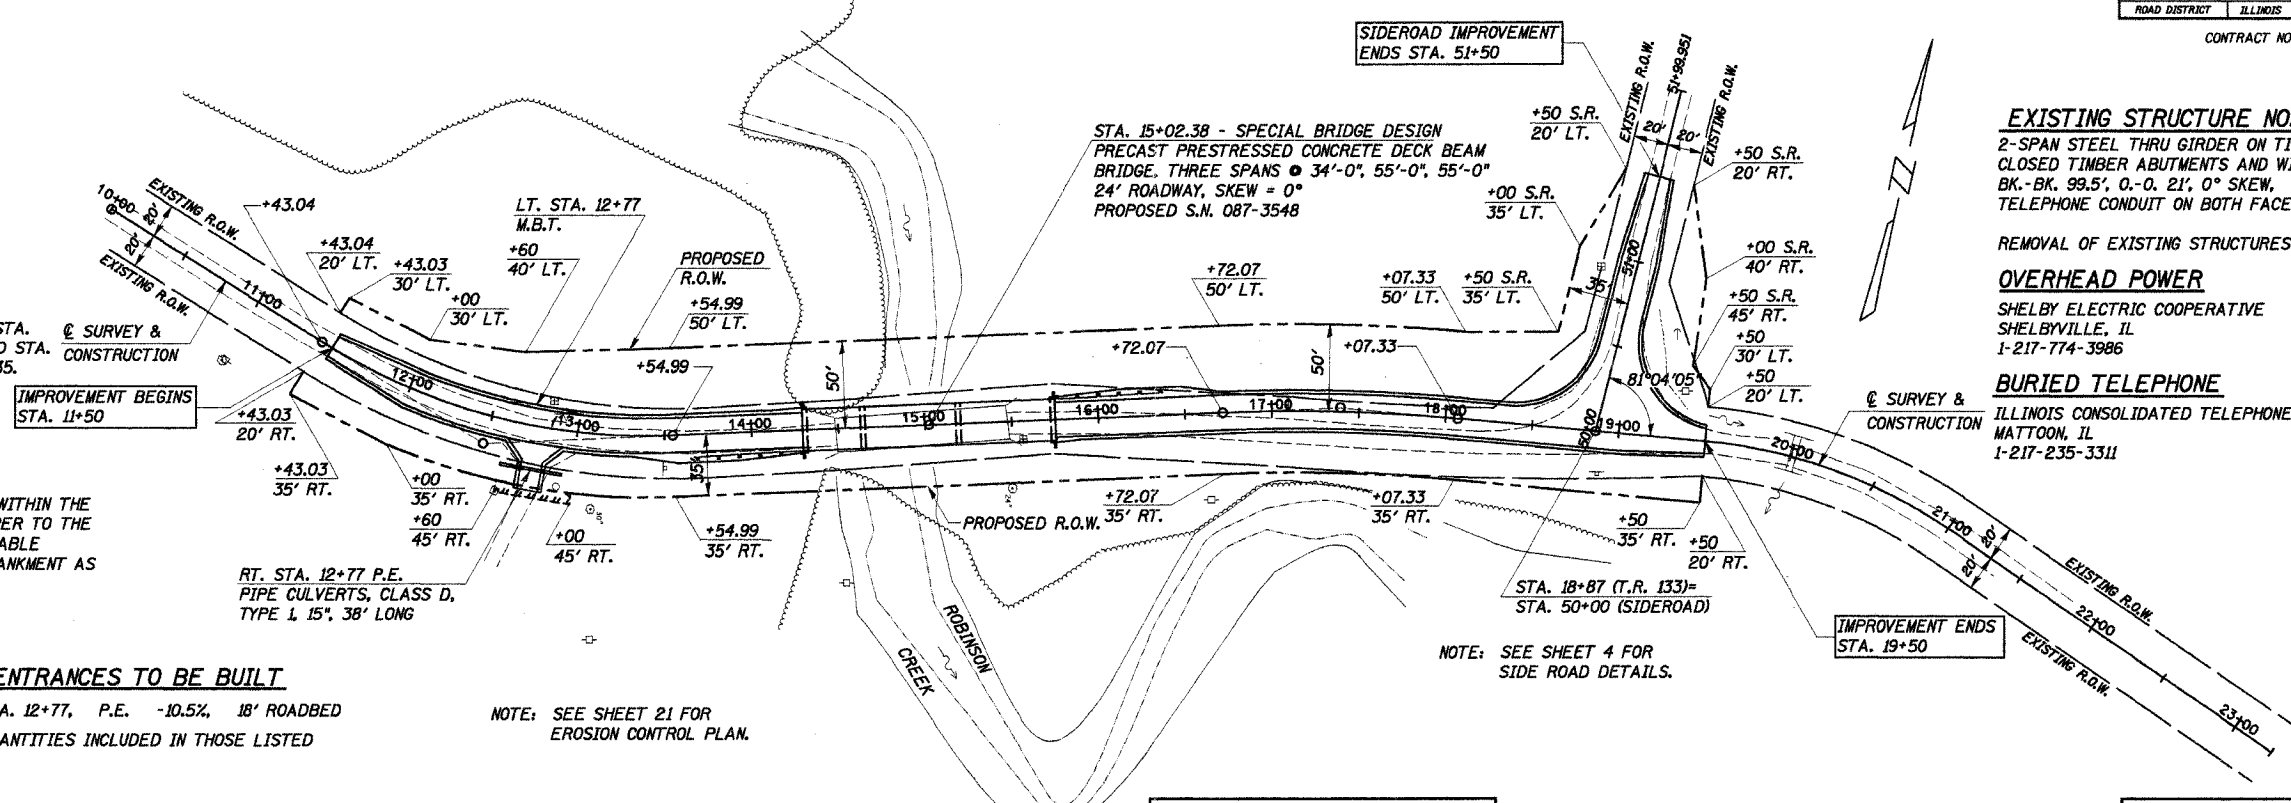 ROAD DISTRICT ILLINOIS
CONTRACT NO
SIDEROAD IMPROVEMENT
ENDS STA. 51+50
EXISTING R.O.W.
51+99.951
EXISTING R.O.W.
20' 20'
+50 S.R.
20' LT.
+50 S.R.
20' RT.
+00 S.R.
35' LT.
+00 S.R.
40' RT.
+50 S.R.
45' RT.
+50
30' LT.
+50
20' LT.
STA. 15+02.38 - SPECIAL BRIDGE DESIGN
PRECAST PRESTRESSED CONCRETE DECK BEAM
BRIDGE, THREE SPANS @ 34'-0", 55'-0", 55'-0"
24' ROADWAY, SKEW = 0°
PROPOSED S.N. 087-3548
EXISTING STRUCTURE NO
2-SPAN STEEL THRU GIRDER ON TI
CLOSED TIMBER ABUTMENTS AND WI
BK.-BK. 99.5', O.-O. 21', 0° SKEW,
TELEPHONE CONDUIT ON BOTH FACE
REMOVAL OF EXISTING STRUCTURES
OVERHEAD POWER
SHELBY ELECTRIC COOPERATIVE
SHELBYVILLE, IL
1-217-774-3986
BURIED TELEPHONE
ILLINOIS CONSOLIDATED TELEPHONE
MATTOON, IL
1-217-235-3311
10+00
EXISTING R.O.W.
20'
20'
EXISTING R.O.W.
+43.04
+43.04
20' LT.
+43.03
30' LT.
+00
30' LT.
LT. STA. 12+77
M.B.T.
+60
40' LT.
PROPOSED
R.O.W.
+54.99
50' LT.
+54.99
+72.07
50' LT.
+07.33
50' LT.
+50 S.R.
35' LT.
+72.07
+07.33
50'
50'
35'
35'
81°04'05"
11+00
12+00
13+00
14+00
15+00
16+00
17+00
18+00
19+00
20+00
21+00
22+00
23+00
50+00
51+00
STA.
STA.
35.
℄ SURVEY &
CONSTRUCTION
IMPROVEMENT BEGINS
STA. 11+50
+43.03
20' RT.
+43.03
35' RT.
+00
35' RT.
+60
45' RT.
+00
45' RT.
+54.99
35' RT.
PROPOSED R.O.W.
+72.07
35' RT.
+07.33
35' RT.
+50
35' RT.
+50
20' RT.
℄ SURVEY &
CONSTRUCTION
20'
20'
EXISTING R.O.W.
EXISTING R.O.W.
WITHIN THE
PER TO THE
ABLE
ANKMENT AS
RT. STA. 12+77 P.E.
PIPE CULVERTS, CLASS D,
TYPE 1, 15", 38' LONG
ROBINSON
CREEK
STA. 18+87 (T.R. 133)=
STA. 50+00 (SIDEROAD)
IMPROVEMENT ENDS
STA. 19+50
NOTE: SEE SHEET 4 FOR
SIDE ROAD DETAILS.
ENTRANCES TO BE BUILT
A. 12+77, P.E. -10.5%, 18' ROADBED
ANTITIES INCLUDED IN THOSE LISTED
NOTE: SEE SHEET 21 FOR
EROSION CONTROL PLAN.